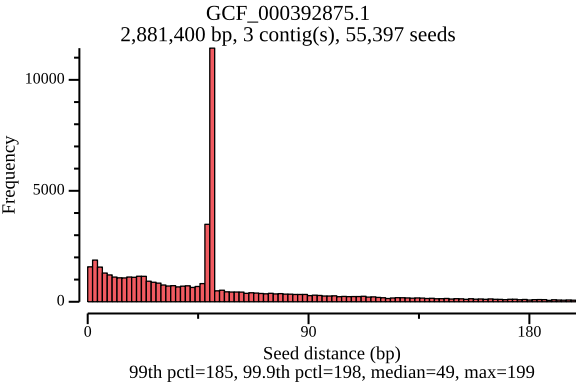 GCF_000392875.1
2,881,400 bp, 3 contig(s), 55,397 seeds
10000
5000
0
Frequency
0 90 180
Seed distance (bp)
99th pctl=185, 99.9th pctl=198, median=49, max=199